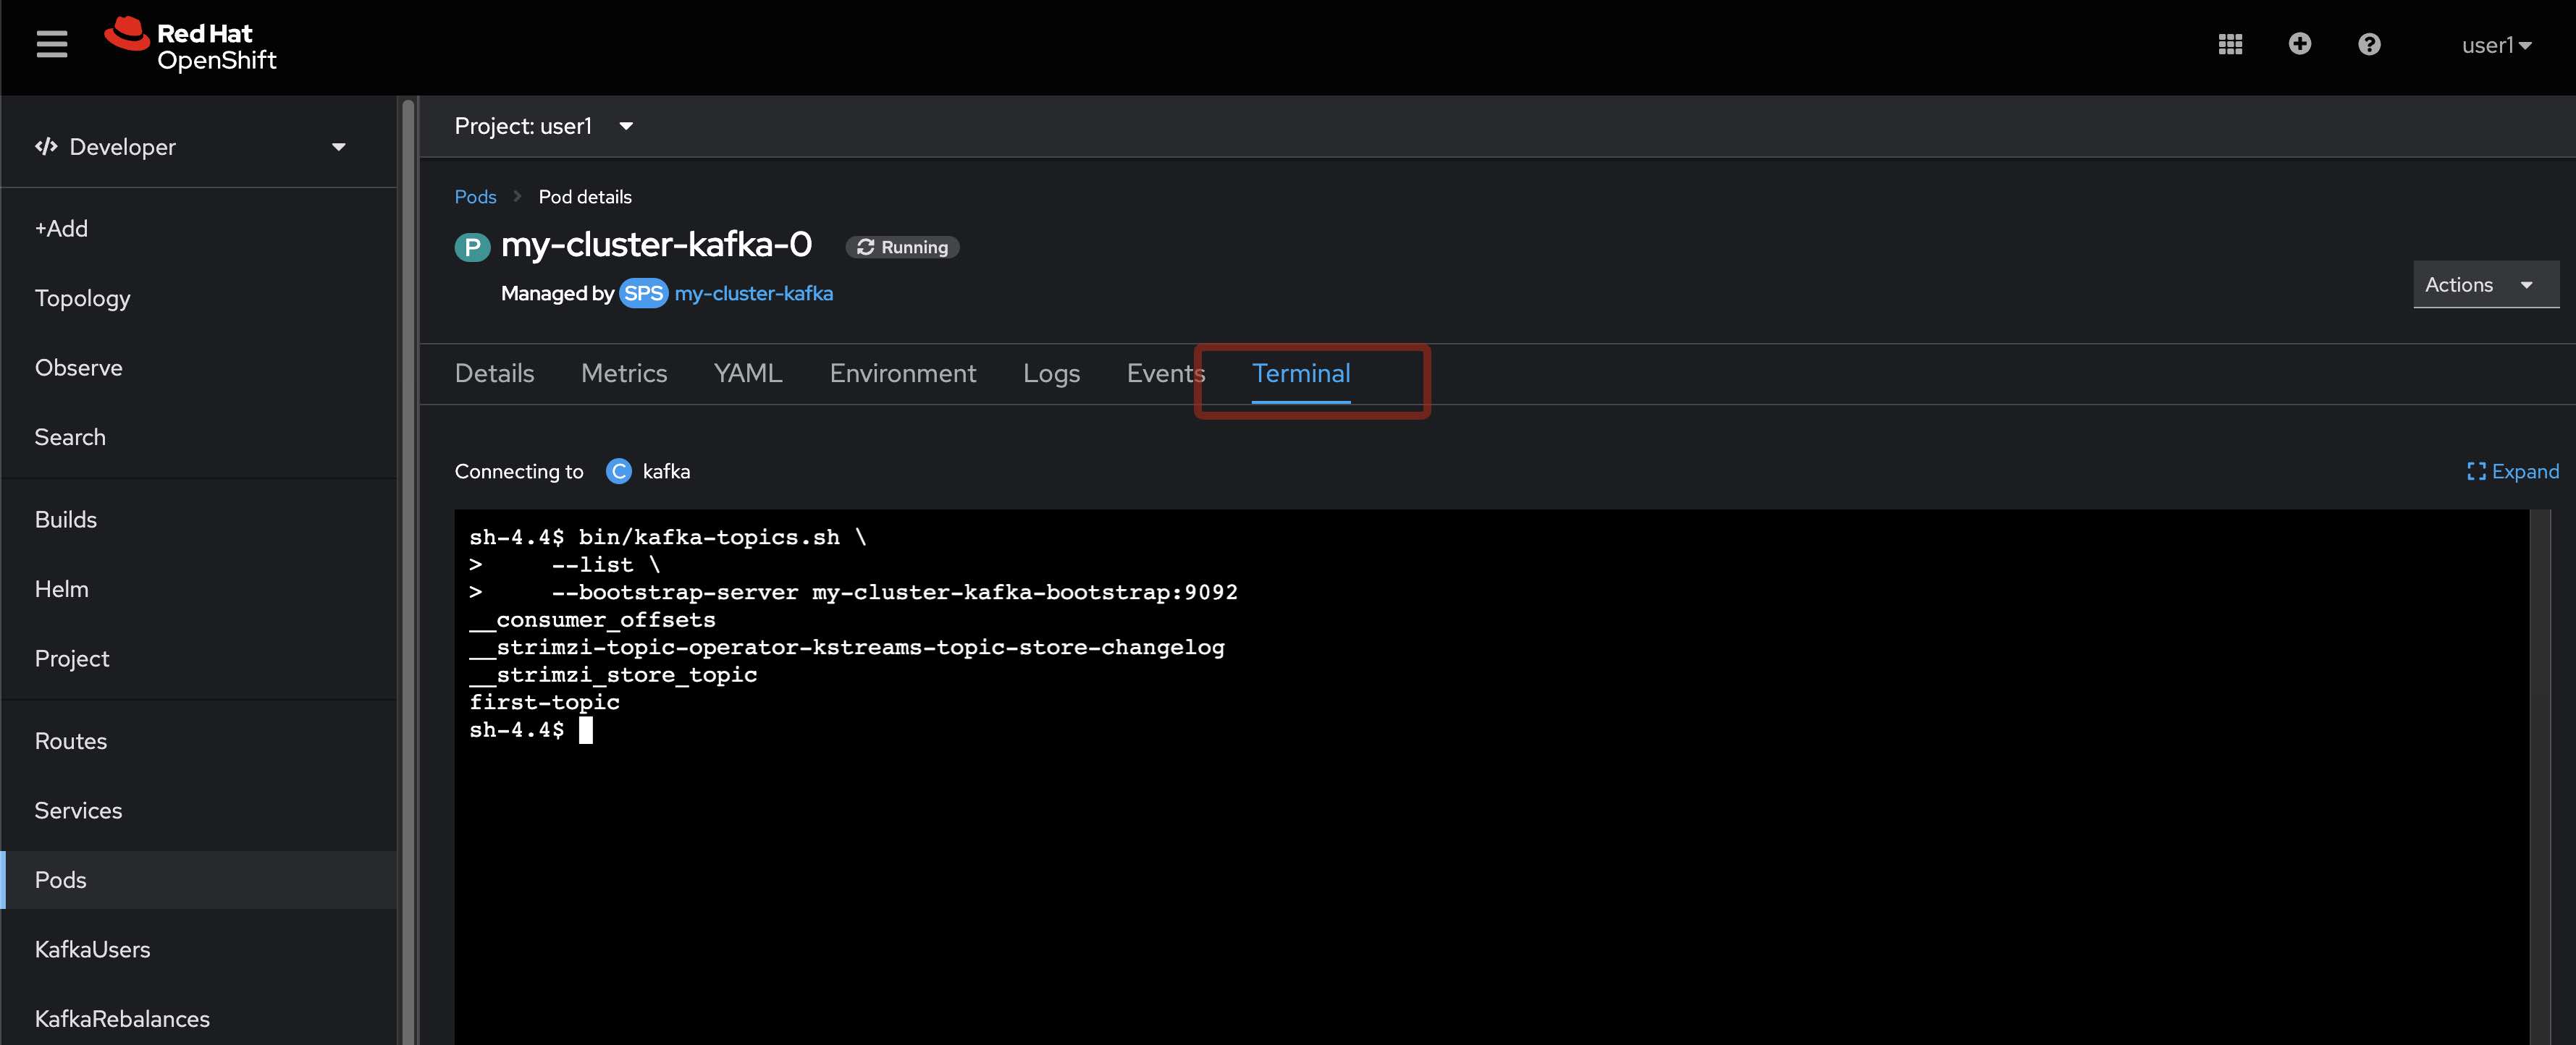 Red Hat
OpenShift
user1
Developer
+Add
Topology
Observe
Search
Builds
Helm
Project
Routes
Services
Pods
KafkaUsers
KafkaRebalances
Project: user1
Pods
Pod details
P my-cluster-kafka-0 Running
Managed by SPS my-cluster-kafka
Actions
Details Metrics YAML Environment Logs Events Terminal
Connecting to C kafka
Expand
sh-4.4$ bin/kafka-topics.sh \
>     --list \
>     --bootstrap-server my-cluster-kafka-bootstrap:9092
__consumer_offsets
__strimzi-topic-operator-kstreams-topic-store-changelog
__strimzi_store_topic
first-topic
sh-4.4$